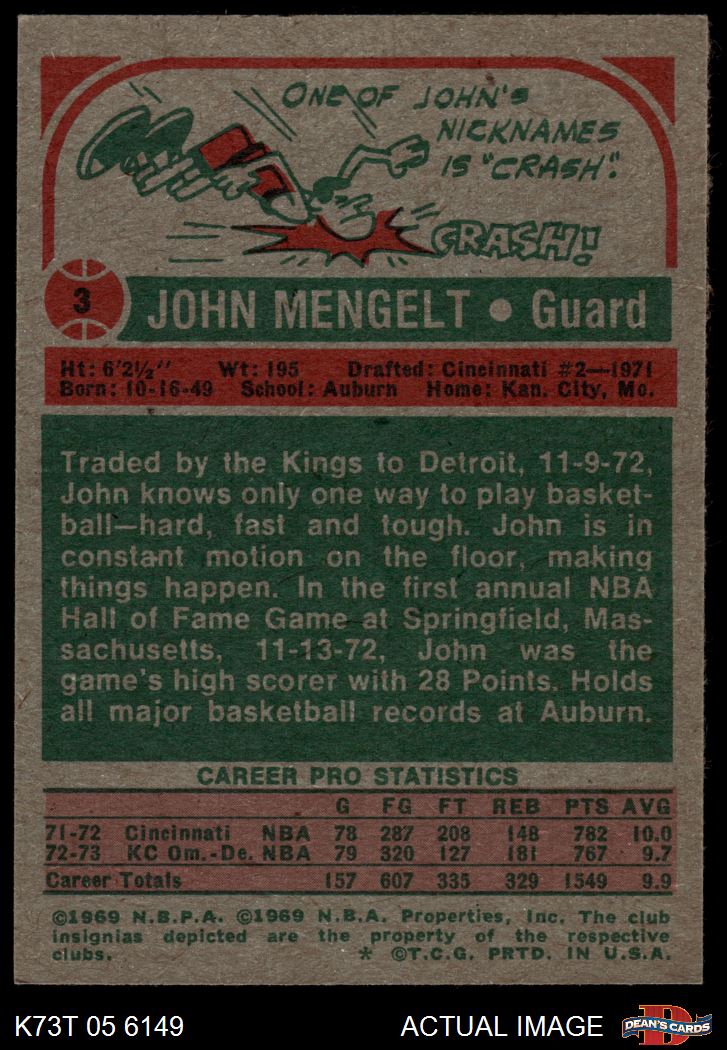 ONE OF JOHN'S
NICKNAMES
IS "CRASH".
CRASH!
3
JOHN MENGELT • Guard
Ht: 6'2½" Wt: 195 Drafted: Cincinnati #2—1971
Born: 10-16-49 School: Auburn Home: Kan. City, Mo.
Traded by the Kings to Detroit, 11-9-72,
John knows only one way to play basket-
ball—hard, fast and tough. John is in
constant motion on the floor, making
things happen. In the first annual NBA
Hall of Fame Game at Springfield, Mas-
sachusetts, 11-13-72, John was the
game's high scorer with 28 Points. Holds
all major basketball records at Auburn.
CAREER PRO STATISTICS
G FG FT REB PTS AVG
71-72 Cincinnati NBA 78 287 208 148 782 10.0
72-73 KC Om.-De. NBA 79 320 127 181 767 9.7
Career Totals 157 607 335 329 1549 9.9
©1969 N.B.P.A. ©1969 N.B.A. Properties, Inc. The club
insignias depicted are the property of the respective
clubs. * ©T.C.G. PRTD. IN U.S.A.
K73T 05 6149 ACTUAL IMAGE
D
DEAN'S CARDS